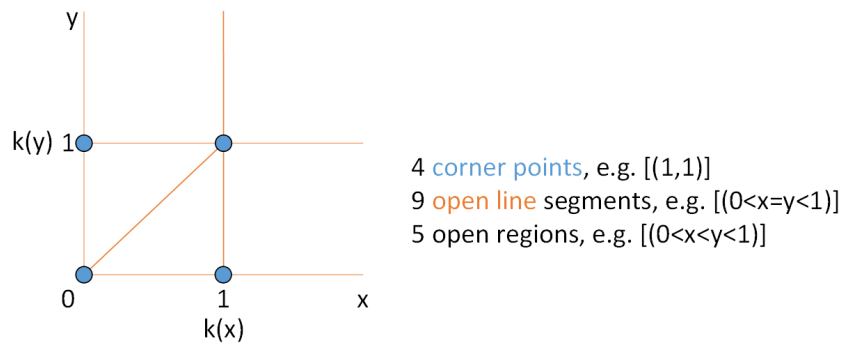 y
k(y) 1
0
1
x
k(x)
4 corner points, e.g. [(1,1)]
9 open line segments, e.g. [(0<x=y<1)]
5 open regions, e.g. [(0<x<y<1)]